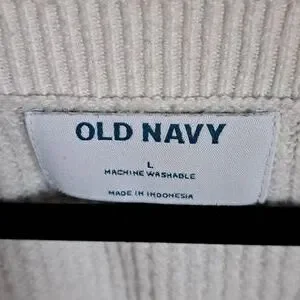 OLD NAVY
L
MACHINE WASHABLE
MADE IN INDONESIA